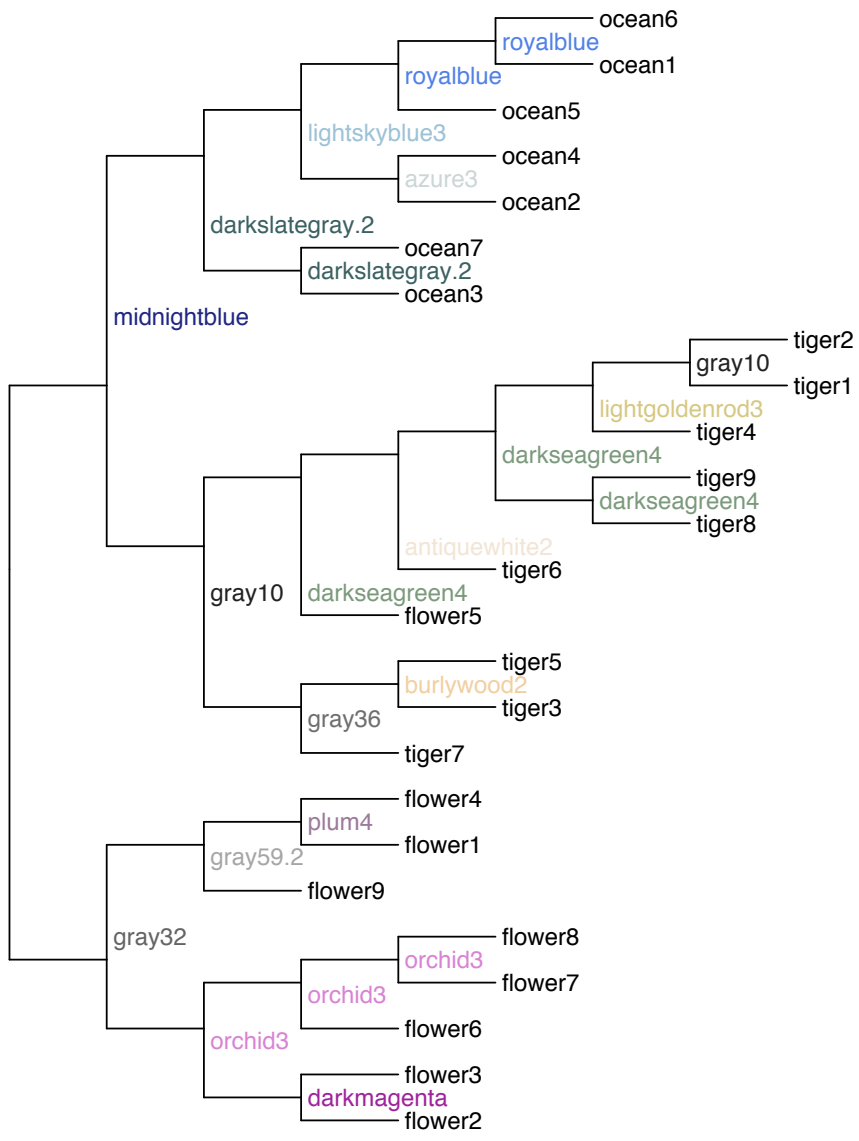 ocean6
royalblue
ocean1
royalblue
ocean5
lightskyblue3
ocean4
azure3
ocean2
darkslategray.2
ocean7
darkslategray.2
ocean3
midnightblue
tiger2
gray10
tiger1
lightgoldenrod3
tiger4
darkseagreen4
tiger9
darkseagreen4
tiger8
antiquewhite2
tiger6
gray10
darkseagreen4
flower5
tiger5
burlywood2
tiger3
gray36
tiger7
flower4
plum4
flower1
gray59.2
flower9
gray32
flower8
orchid3
flower7
orchid3
flower6
orchid3
flower3
darkmagenta
flower2